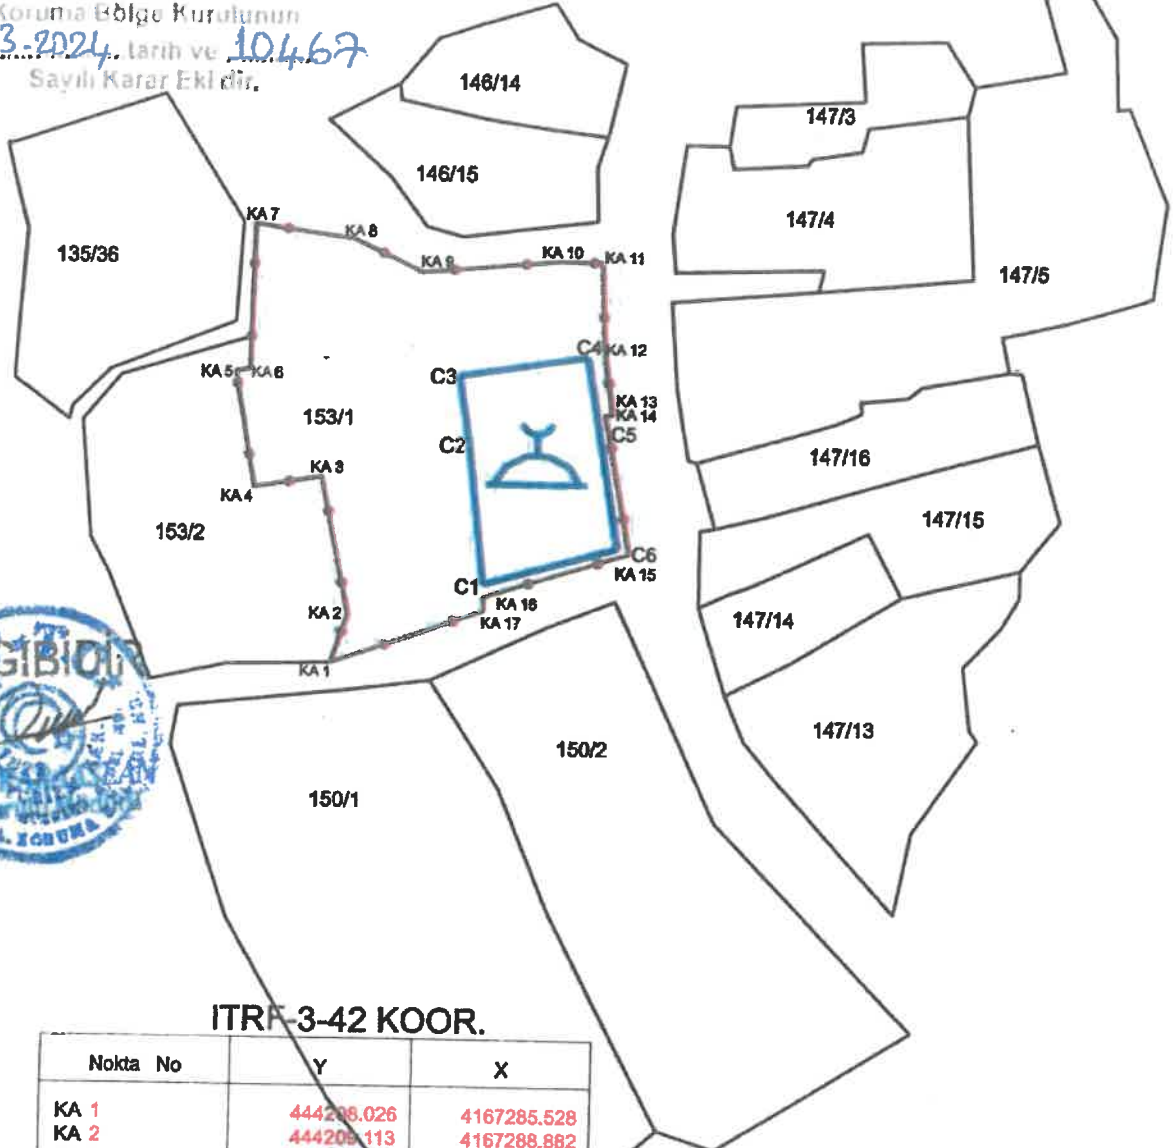 Koruma Bölge Kurulunun
3-2024 tarih ve 10467
Sayılı Karar Ekidir.
146/14
147/3
146/15
KA 7
147/4
KA 8
135/36
KA 9
KA 10
KA 11
147/5
C4 KA 12
KA 5 KA 6
C3
KA 13
153/1
KA 14
C5
C2
147/16
KA 3
KA 4
153/2
147/15
C6
KA 15
C1
KA 16
KA 2
KA 17
147/14
GİBİDİR
T.
KA 1
147/13
150/2
150/1
KORUMA
ITRF-3-42 KOOR.
Nokta No Y X
KA 1 444208.026 4167285.528
KA 2 444209.113 4167288.882